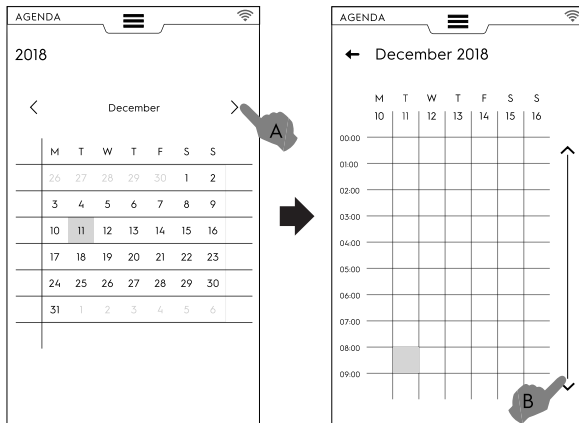 AGENDA
2018
December
A
M T W T F S S
26 27 28 29 30 1 2
3 4 5 6 7 8 9
10 11 12 13 14 15 16
17 18 19 20 21 22 23
24 25 26 27 28 29 30
31 1 2 3 4 5 6
AGENDA
December 2018
M T W T F S S
10 11 12 13 14 15 16
00:00
01:00
02:00
03:00
04:00
05:00
06:00
07:00
08:00
09:00
B